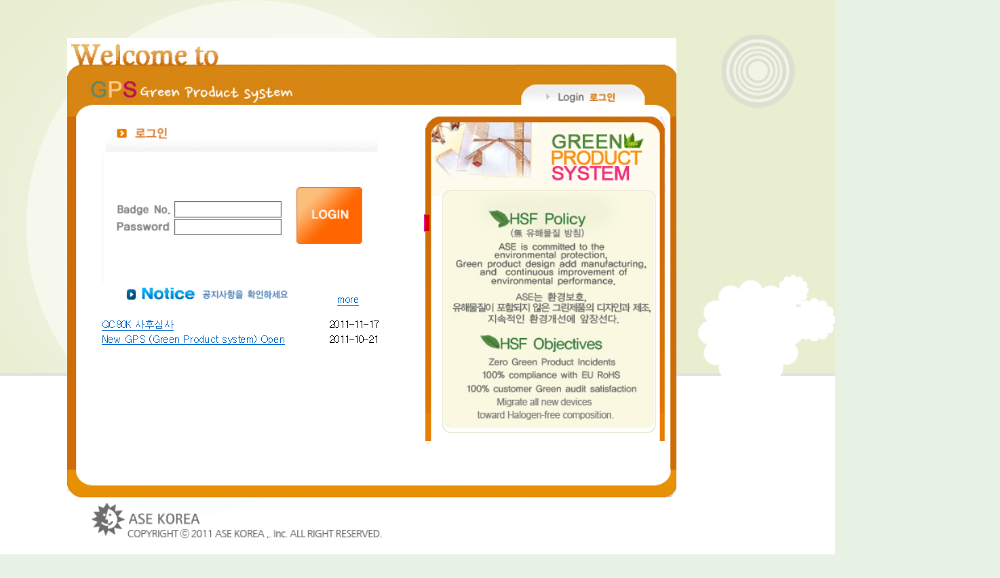 Welcome to
GPS Green Product System
Login 로그인
로그인
Badge No.
Password
LOGIN
Notice 공지사항을 확인하세요
more
QC80K 사후심사 2011-11-17
New GPS (Green Product system) Open 2011-10-21
GREEN
PRODUCT
SYSTEM
HSF Policy
(無 유해물질 방침)
ASE is committed to the
environmental protection,
Green product design add manufacturing,
and continuous improvement of
environmental performance.
ASE는 환경보호,
유해물질이 포함되지 않은 그린제품의 디자인과 제조,
지속적인 환경개선에 앞장선다.
HSF Objectives
Zero Green Product Incidents
100% compliance with EU RoHS
100% customer Green audit satisfaction
Migrate all new devices
toward Halogen-free composition.
ASE KOREA
COPYRIGHT ⓒ 2011 ASE KOREA ,. Inc. ALL RIGHT RESERVED.